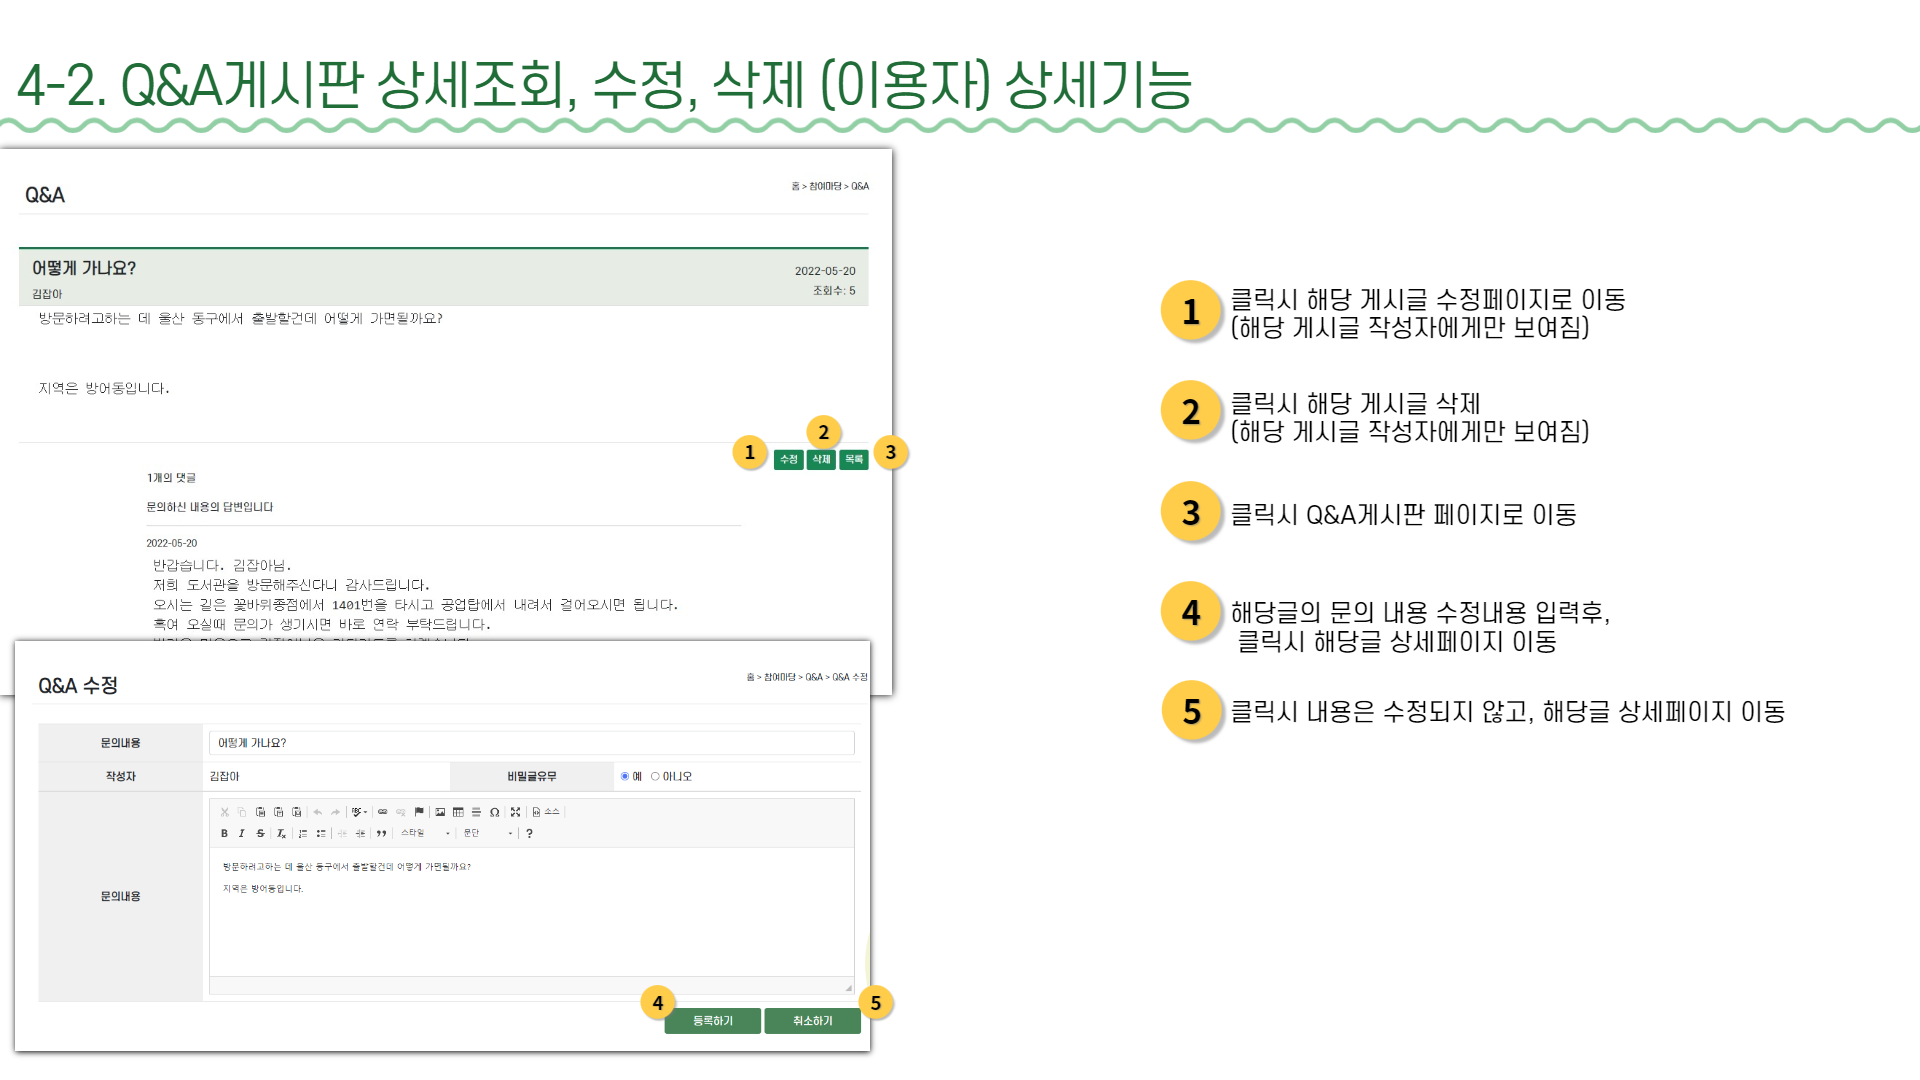 4-2. Q&A게시판 상세조회, 수정, 삭제 (이용자) 상세기능
Q&A
홈 > 참여마당 > Q&A
어떻게 가나요?
2022-05-20
김잡아
조회수: 5
방문하려고하는 데 울산 동구에서 출발할건데 어떻게 가면될까요?
지역은 방어동입니다.
1
2
3
수정 삭제 목록
1개의 댓글
문의하신 내용의 답변입니다
2022-05-20
반갑습니다. 김잡아님.
저희 도서관을 방문해주신다니 감사드립니다.
오시는 길은 꽃바위종점에서 1401번을 타시고 공업탑에서 내려서 걸어오시면 됩니다.
혹여 오실때 문의가 생기시면 바로 연락 부탁드립니다.
Q&A 수정
홈 > 참여마당 > Q&A > Q&A 수정
문의내용
어떻게 가나요?
작성자
김잡아
비밀글유무
예 아니오
문의내용
소스
스타일
문단
?
방문하려고하는 데 울산 동구에서 출발할건데 어떻게 가면될까요?
지역은 방어동입니다.
4
5
등록하기
취소하기
1 클릭시 해당 게시글 수정페이지로 이동
(해당 게시글 작성자에게만 보여짐)
2 클릭시 해당 게시글 삭제
(해당 게시글 작성자에게만 보여짐)
3 클릭시 Q&A게시판 페이지로 이동
4 해당글의 문의 내용 수정내용 입력후,
클릭시 해당글 상세페이지 이동
5 클릭시 내용은 수정되지 않고, 해당글 상세페이지 이동